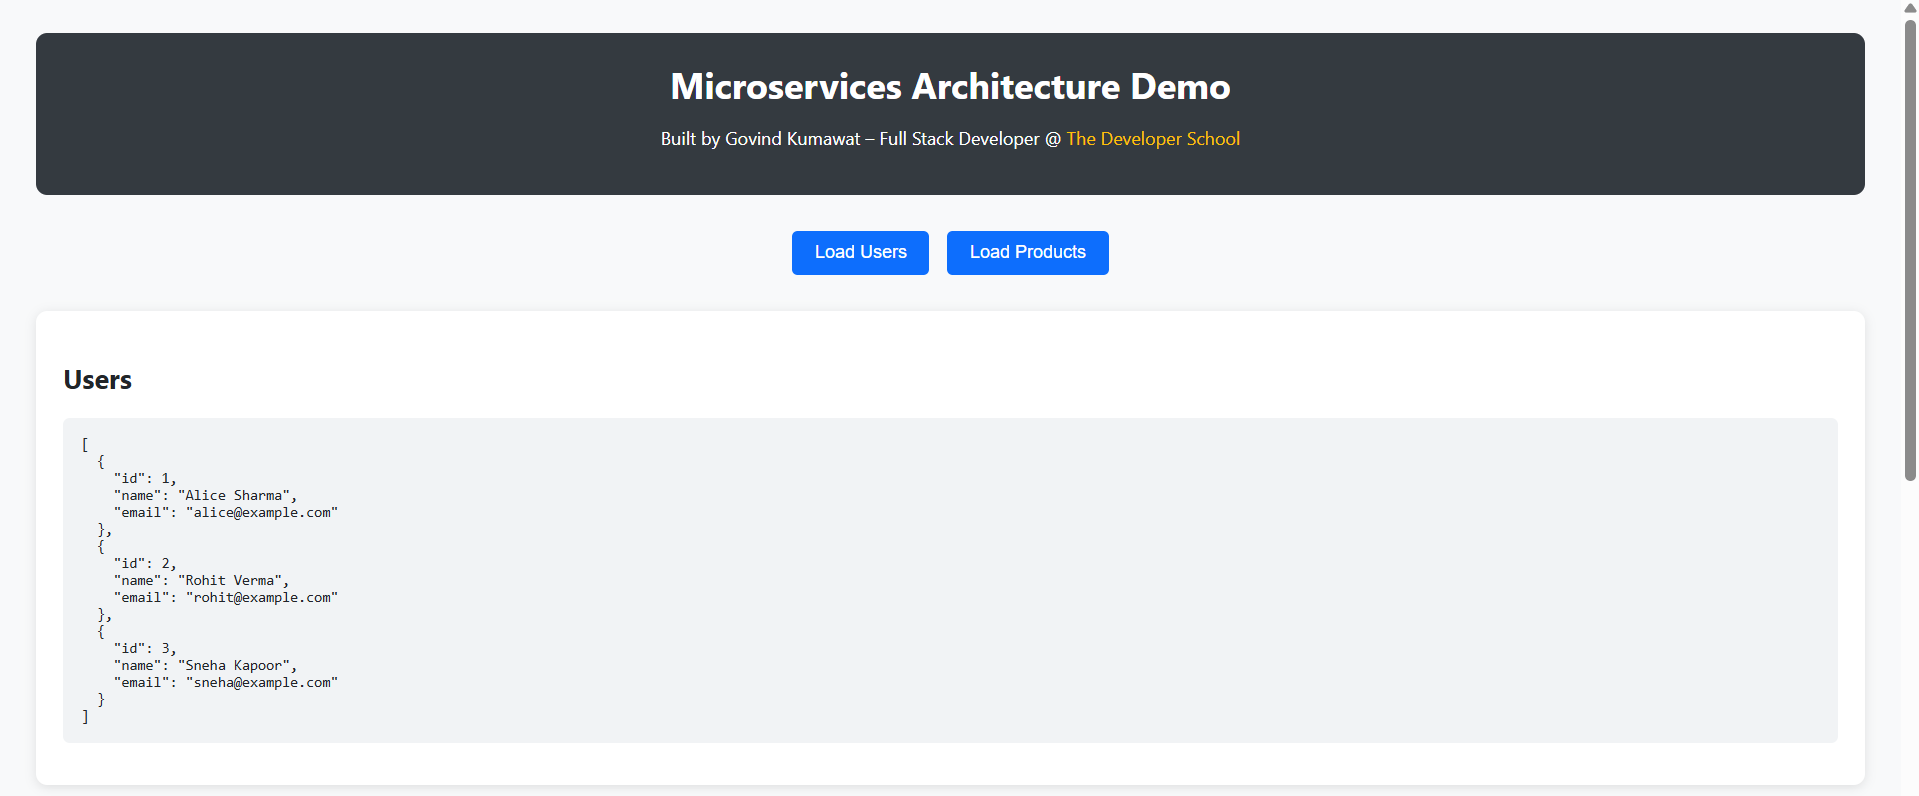 Microservices Architecture Demo
Built by Govind Kumawat – Full Stack Developer @ The Developer School
Load Users
Load Products
Users
[
  {
    "id": 1,
    "name": "Alice Sharma",
    "email": "alice@example.com"
  },
  {
    "id": 2,
    "name": "Rohit Verma",
    "email": "rohit@example.com"
  },
  {
    "id": 3,
    "name": "Sneha Kapoor",
    "email": "sneha@example.com"
  }
]